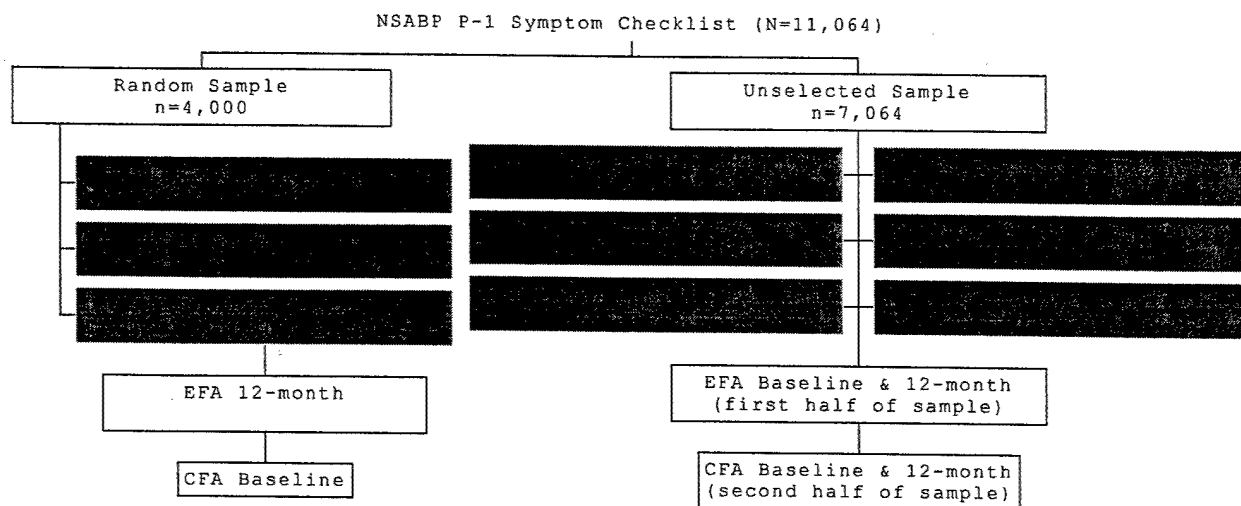 NSABP P-1 Symptom Checklist (N=11,064)
Random Sample
n=4,000
Unselected Sample
n=7,064
EFA 12-month
EFA Baseline & 12-month
(first half of sample)
CFA Baseline
CFA Baseline & 12-month
(second half of sample)